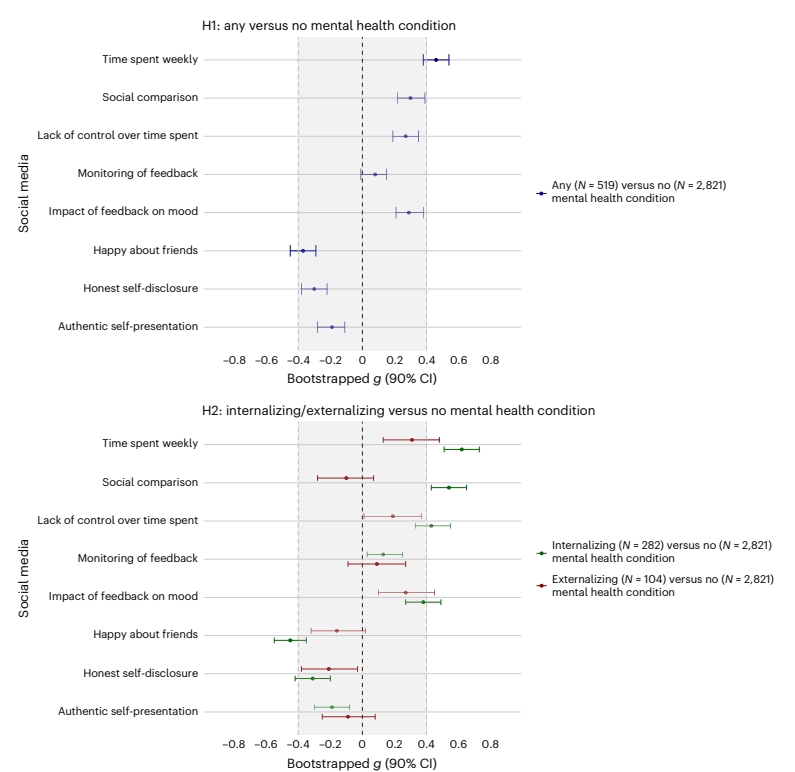 H1: any versus no mental health condition
Social media
Time spent weekly
Social comparison
Lack of control over time spent
Monitoring of feedback
Impact of feedback on mood
Happy about friends
Honest self-disclosure
Authentic self-presentation
Any (N = 519) versus no (N = 2,821)
mental health condition
–0.8 –0.6 –0.4 –0.2 0 0.2 0.4 0.6 0.8
Bootstrapped g (90% CI)
H2: internalizing/externalizing versus no mental health condition
Social media
Time spent weekly
Social comparison
Lack of control over time spent
Monitoring of feedback
Impact of feedback on mood
Happy about friends
Honest self-disclosure
Authentic self-presentation
Internalizing (N = 282) versus no (N = 2,821)
mental health condition
Externalizing (N = 104) versus no (N = 2,821)
mental health condition
–0.8 –0.6 –0.4 –0.2 0 0.2 0.4 0.6 0.8
Bootstrapped g (90% CI)